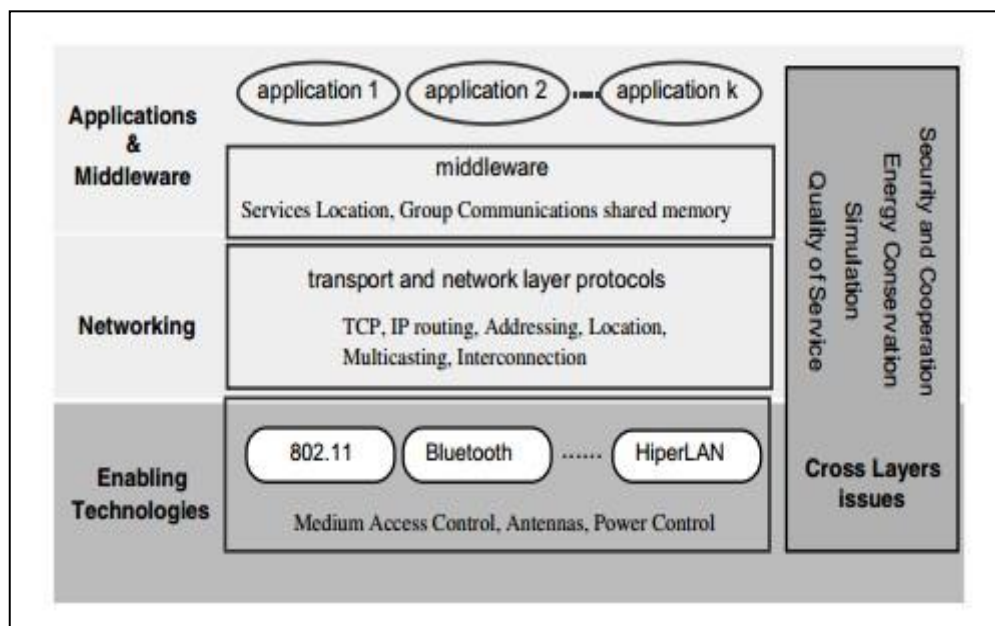 Applications
&
Middleware
application 1
application 2
application k
middleware
Services Location, Group Communications shared memory
Networking
transport and network layer protocols
TCP, IP routing, Addressing, Location,
Multicasting, Interconnection
Enabling
Technologies
802.11
Bluetooth
......
HiperLAN
Medium Access Control, Antennas, Power Control
Security and Cooperation
Energy Conservation
Simulation
Quality of Service
Cross Layers
issues